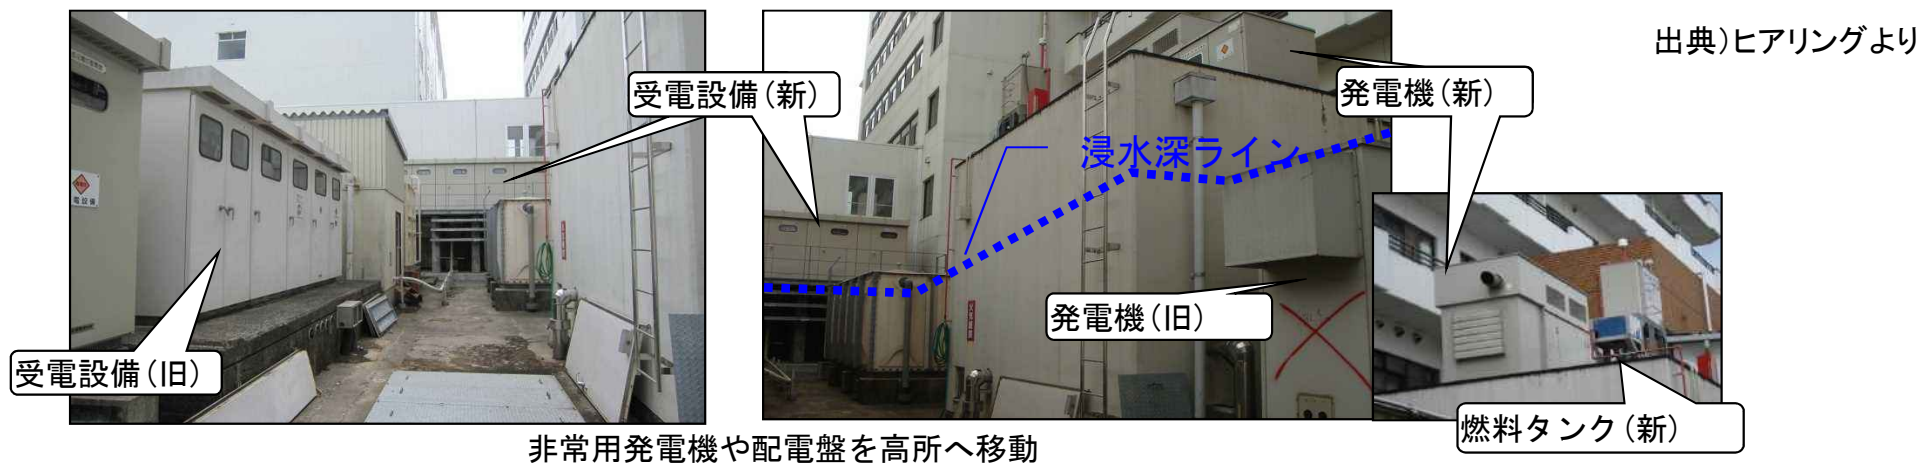 出典)ヒアリングより
受電設備(新)
発電機(新)
浸水深ライン
発電機(旧)
受電設備(旧)
燃料タンク(新)
非常用発電機や配電盤を高所へ移動